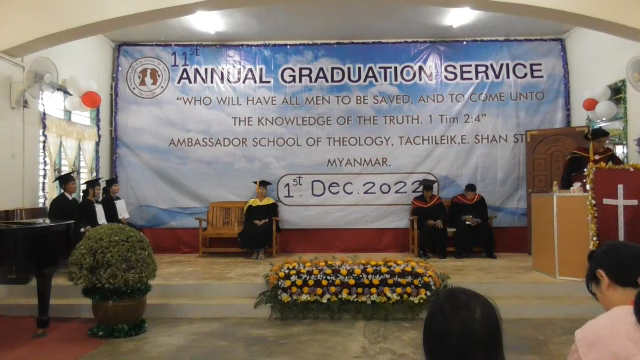 11st
ANNUAL GRADUATION SERVICE
"WHO WILL HAVE ALL MEN TO BE SAVED, AND TO COME UNTO
THE KNOWLEDGE OF THE TRUTH. 1 Tim 2:4"
AMBASSADOR SCHOOL OF THEOLOGY, TACHILEIK,E. SHAN ST
MYANMAR.
1st. Dec.2022